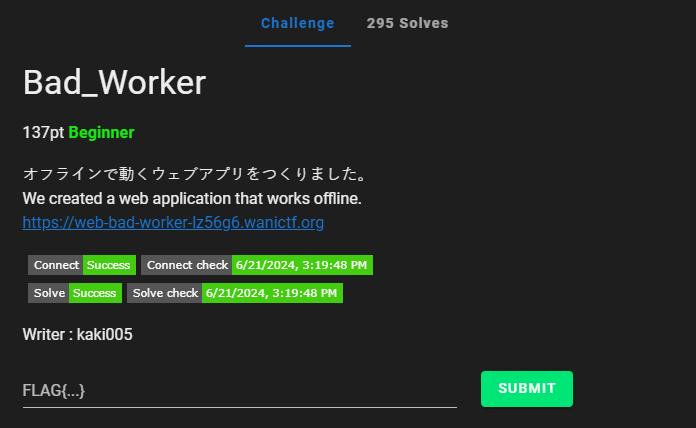 Challenge 295 Solves
Bad_Worker
137pt Beginner
オフラインで動くウェブアプリをつくりました。
We created a web application that works offline.
https://web-bad-worker-lz56g6.wanictf.org
Connect Success Connect check 6/21/2024, 3:19:48 PM
Solve Success Solve check 6/21/2024, 3:19:48 PM
Writer : kaki005
FLAG{...} SUBMIT